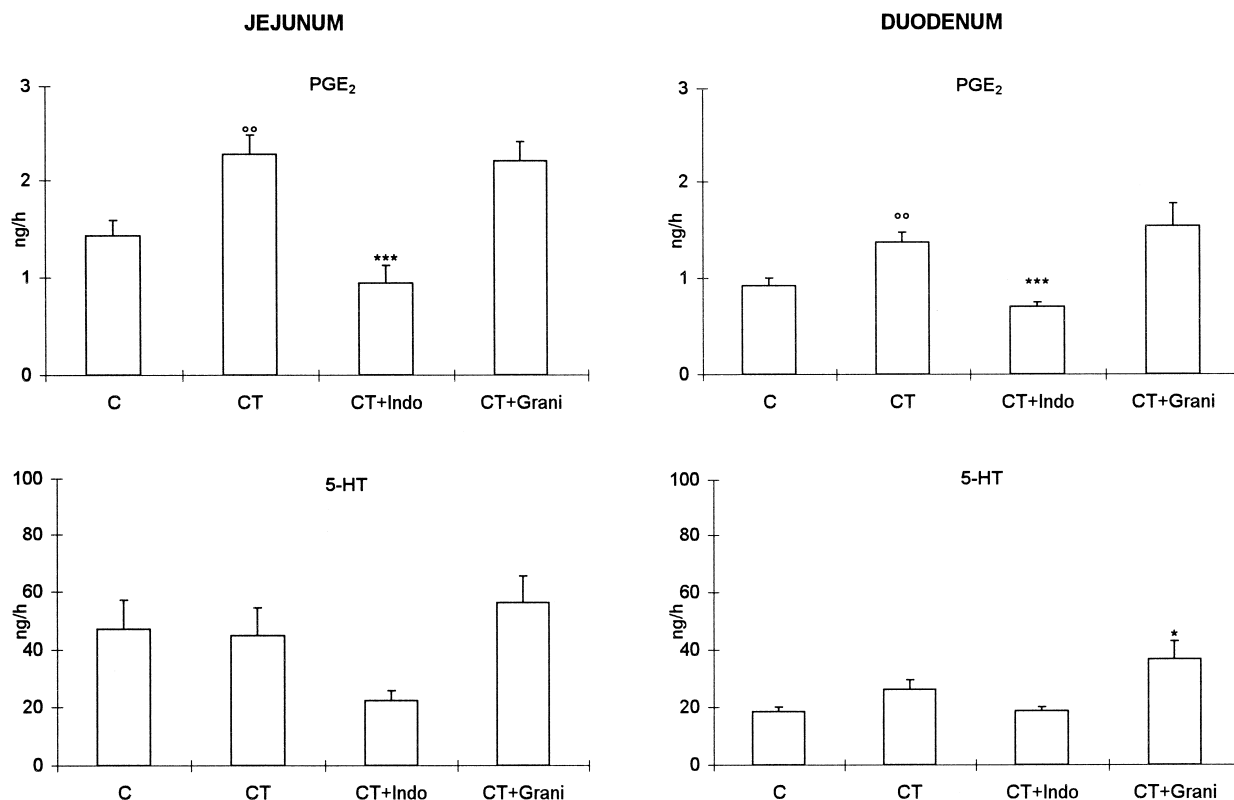 JEJUNUM
PGE₂
3
2
1
0
ng/h
°°
***
C CT CT+Indo CT+Grani
DUODENUM
PGE₂
3
2
1
0
ng/h
°°
***
C CT CT+Indo CT+Grani
5-HT
100
80
60
40
20
0
ng/h
C CT CT+Indo CT+Grani
5-HT
100
80
60
40
20
0
ng/h
*
C CT CT+Indo CT+Grani